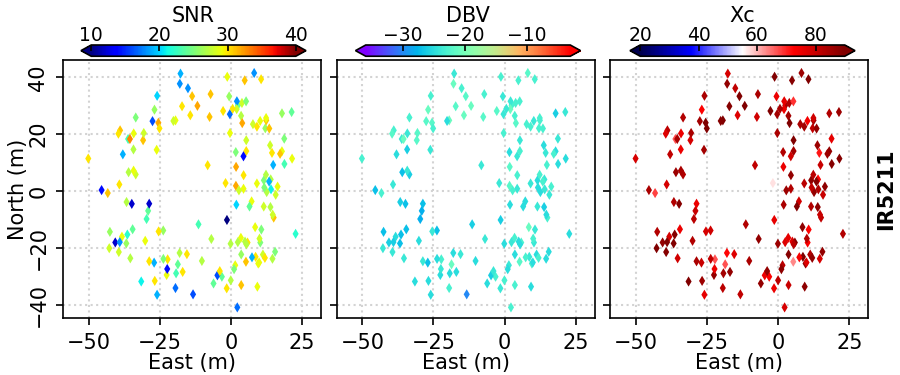 SNR DBV Xc
10 20 30 40 −30 −20 −10 20 40 60 80
40
20
0
−20
−40
North (m)
IR5211
−50 −25 0 25 −50 −25 0 25 −50 −25 0 25
East (m) East (m) East (m)